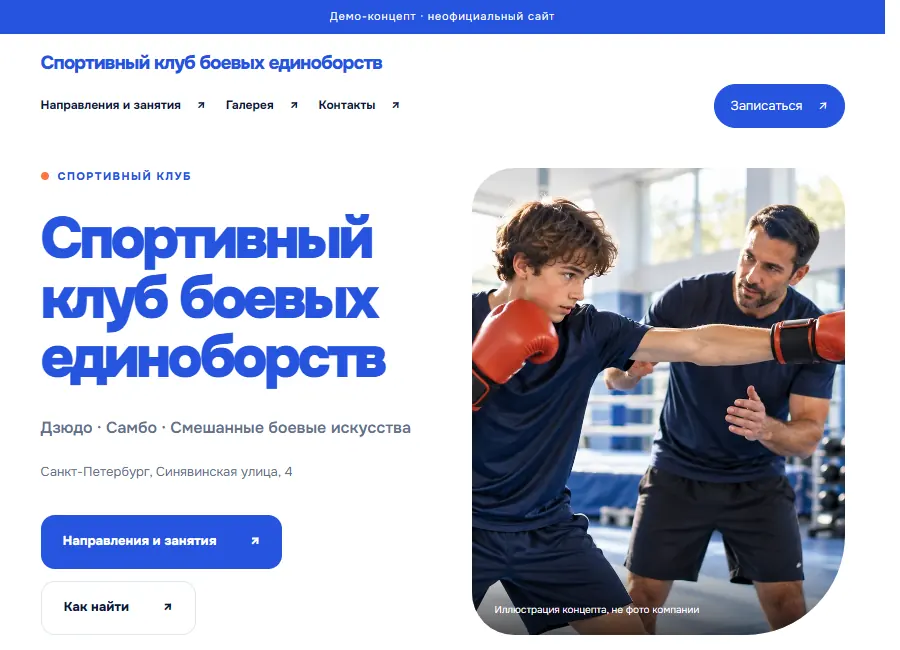 Демо-концепт · неофициальный сайт
Спортивный клуб боевых единоборств
Направления и занятия
Галерея
Контакты
Записаться
СПОРТИВНЫЙ КЛУБ
Спортивный
клуб боевых
единоборств
Дзюдо · Самбо · Смешанные боевые искусства
Санкт-Петербург, Синявинская улица, 4
Направления и занятия
Как найти
Иллюстрация концепта, не фото компании